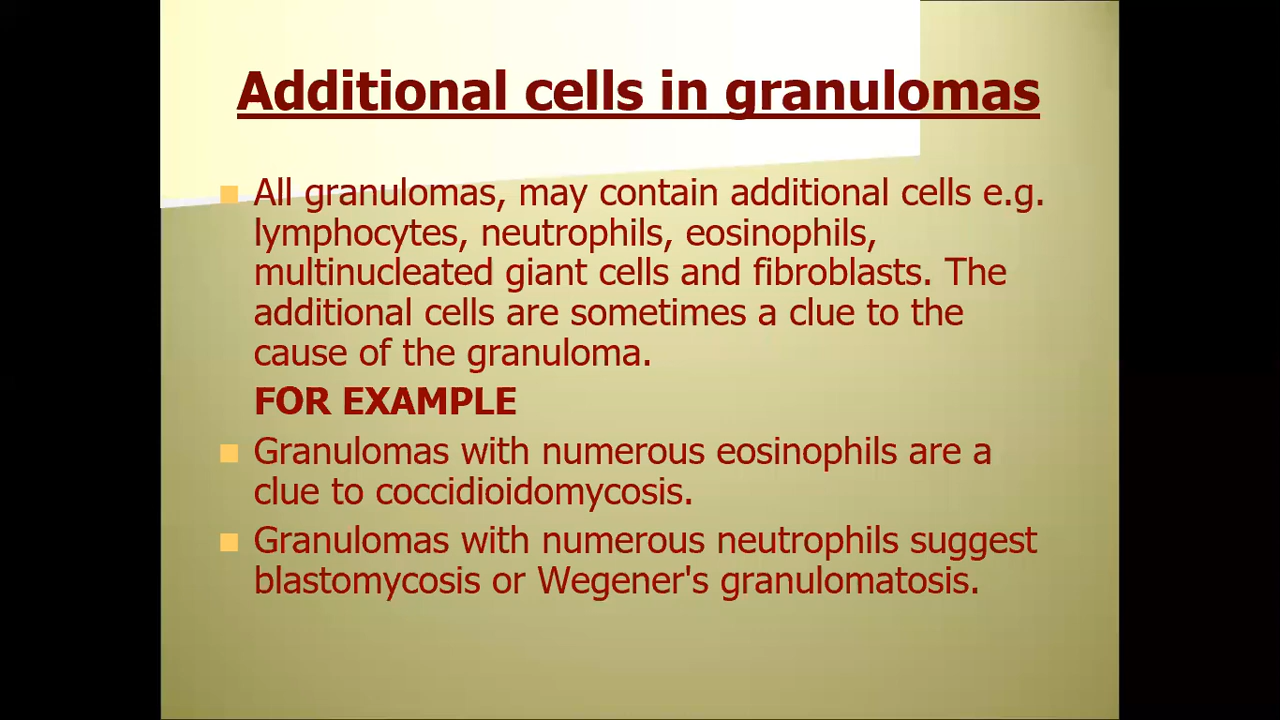 Additional cells in granulomas
All granulomas, may contain additional cells e.g.
lymphocytes, neutrophils, eosinophils,
multinucleated giant cells and fibroblasts. The
additional cells are sometimes a clue to the
cause of the granuloma.
FOR EXAMPLE
Granulomas with numerous eosinophils are a
clue to coccidioidomycosis.
Granulomas with numerous neutrophils suggest
blastomycosis or Wegener's granulomatosis.